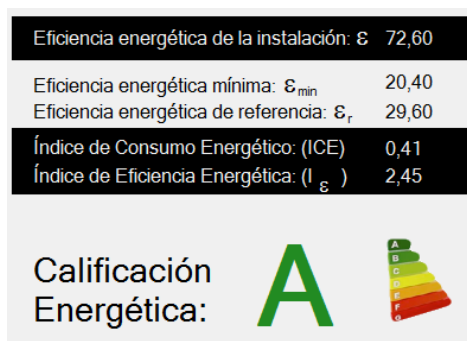 Eficiencia energética de la instalación: ε 72,60
Eficiencia energética mínima: εmin 20,40
Eficiencia energética de referencia: εr 29,60
Índice de Consumo Energético: (ICE) 0,41
Índice de Eficiencia Energética: (Iε) 2,45
Calificación
Energética:
A
A
B
C
D
E
F
G